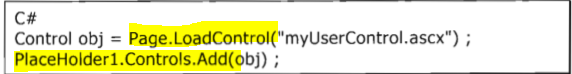 C#
Control obj = Page.LoadControl("myUserControl.ascx") ;
PlaceHolder1.Controls.Add(obj) ;